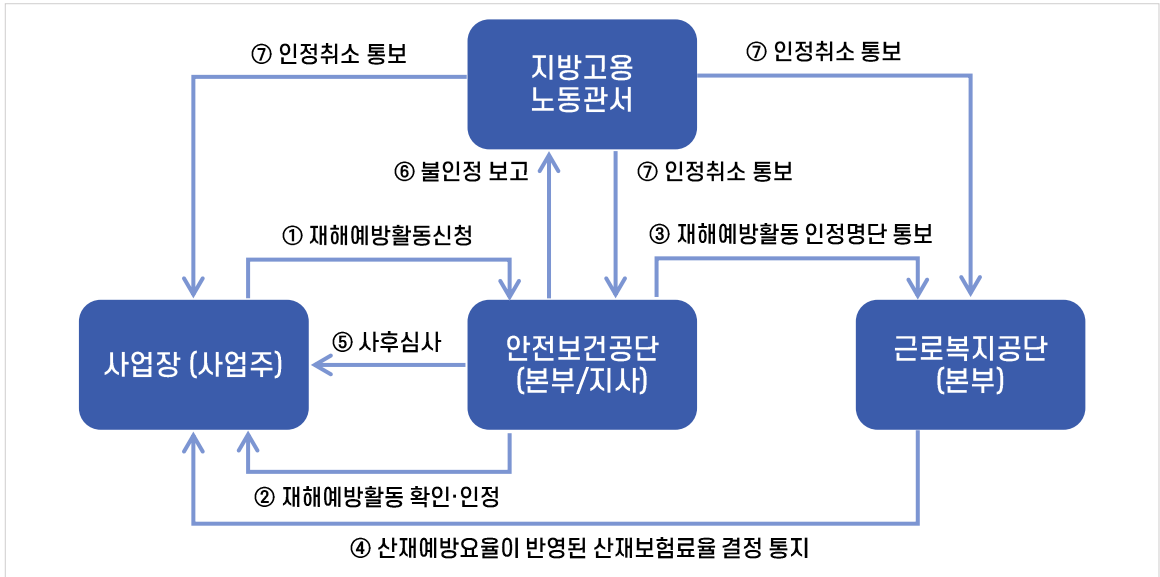 ⑦ 인정취소 통보
⑦ 인정취소 통보
지방고용
노동관서
⑥ 불인정 보고
⑦ 인정취소 통보
① 재해예방활동신청
③ 재해예방활동 인정명단 통보
사업장 (사업주)
⑤ 사후심사
안전보건공단
(본부/지사)
근로복지공단
(본부)
② 재해예방활동 확인·인정
④ 산재예방요율이 반영된 산재보험료율 결정 통지